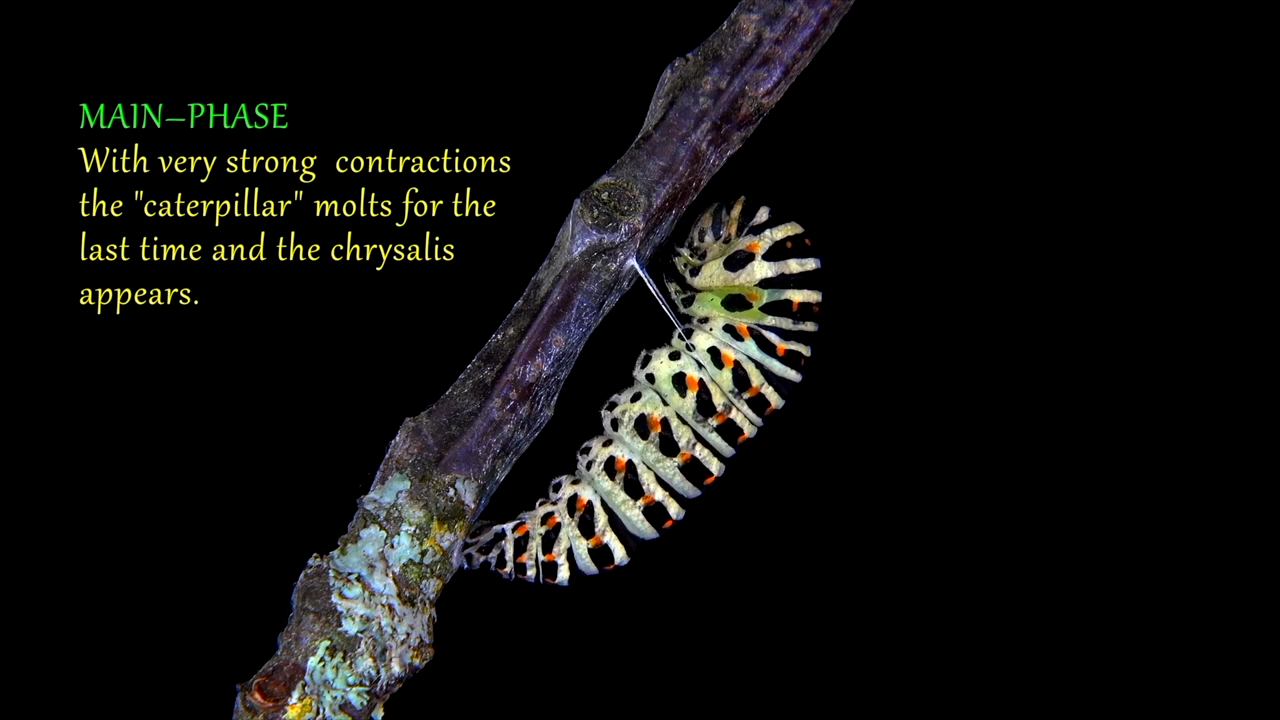 MAIN–PHASE
With very strong  contractions
the "caterpillar" molts for the
last time and the chrysalis
appears.